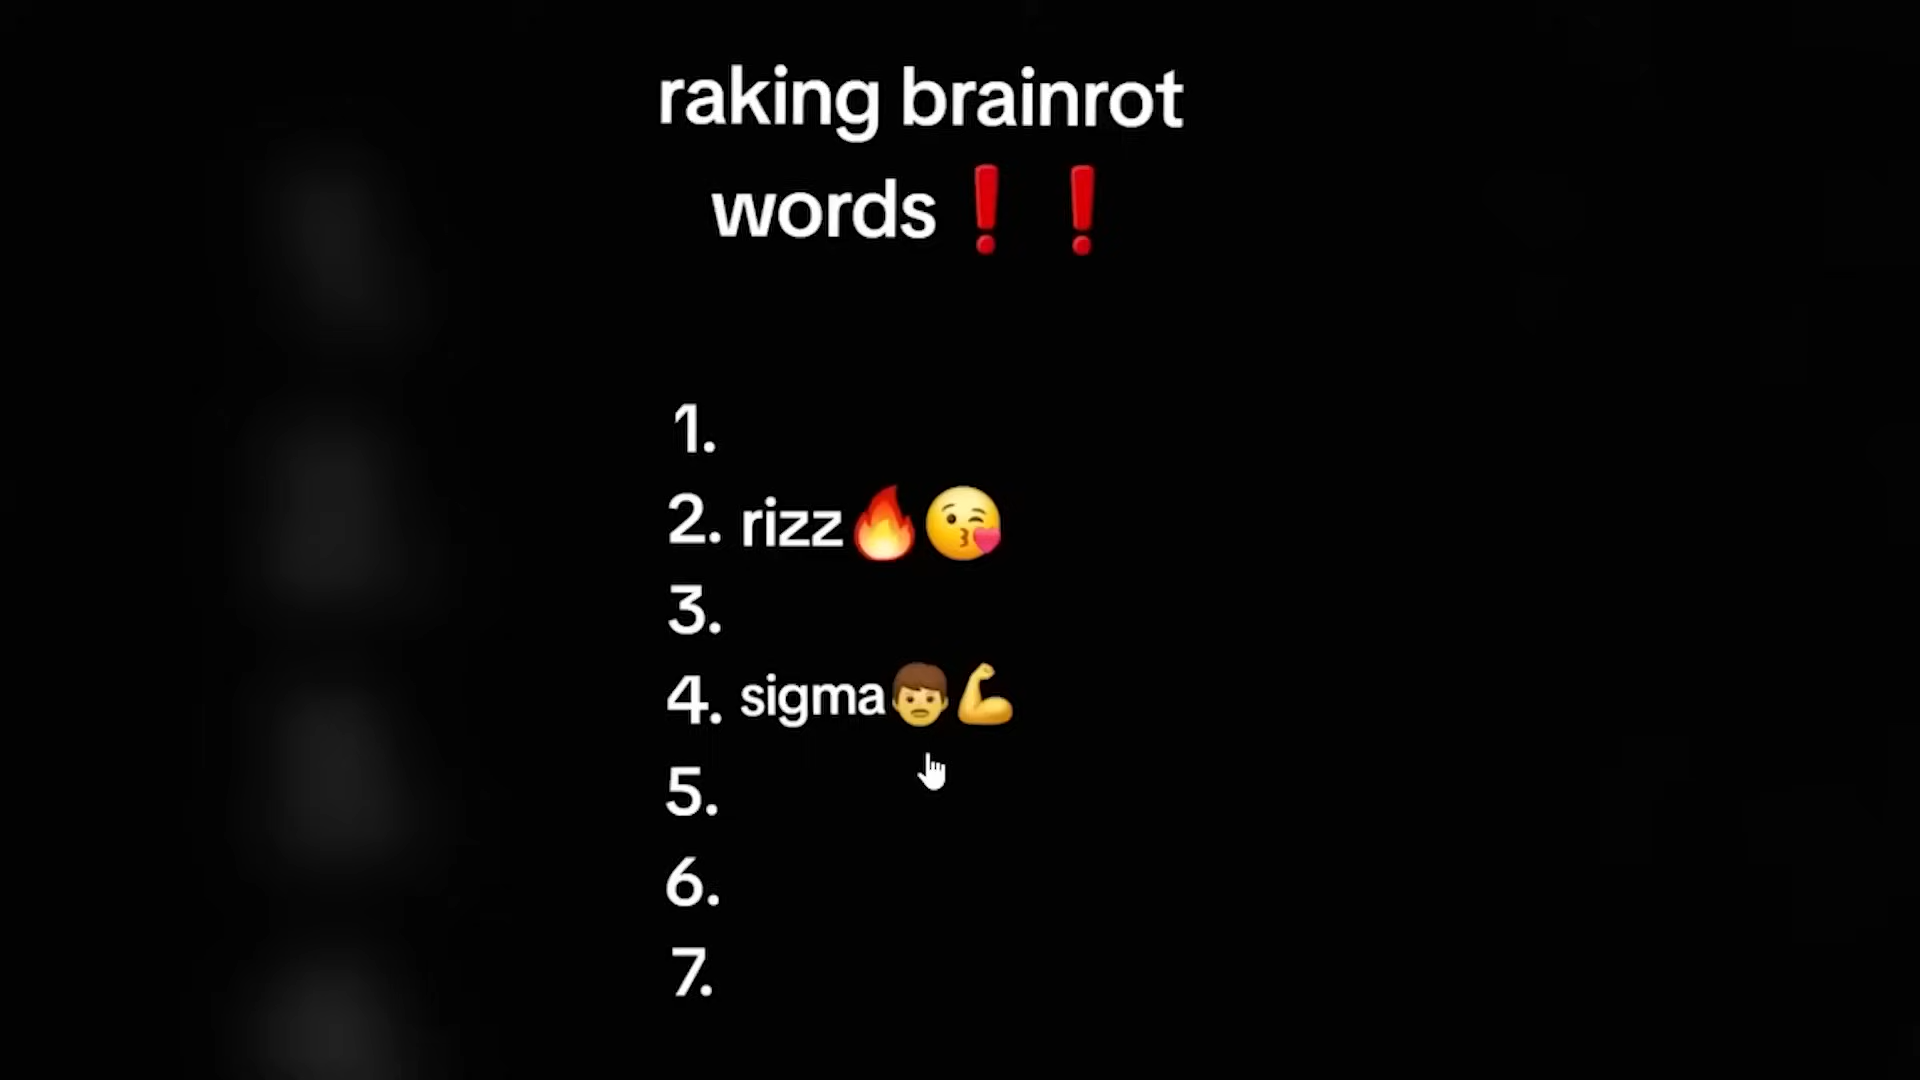 raking brainrot
words❗❗
1.
2. rizz🔥😘
3.
4. sigma👨💪
5.
6.
7.